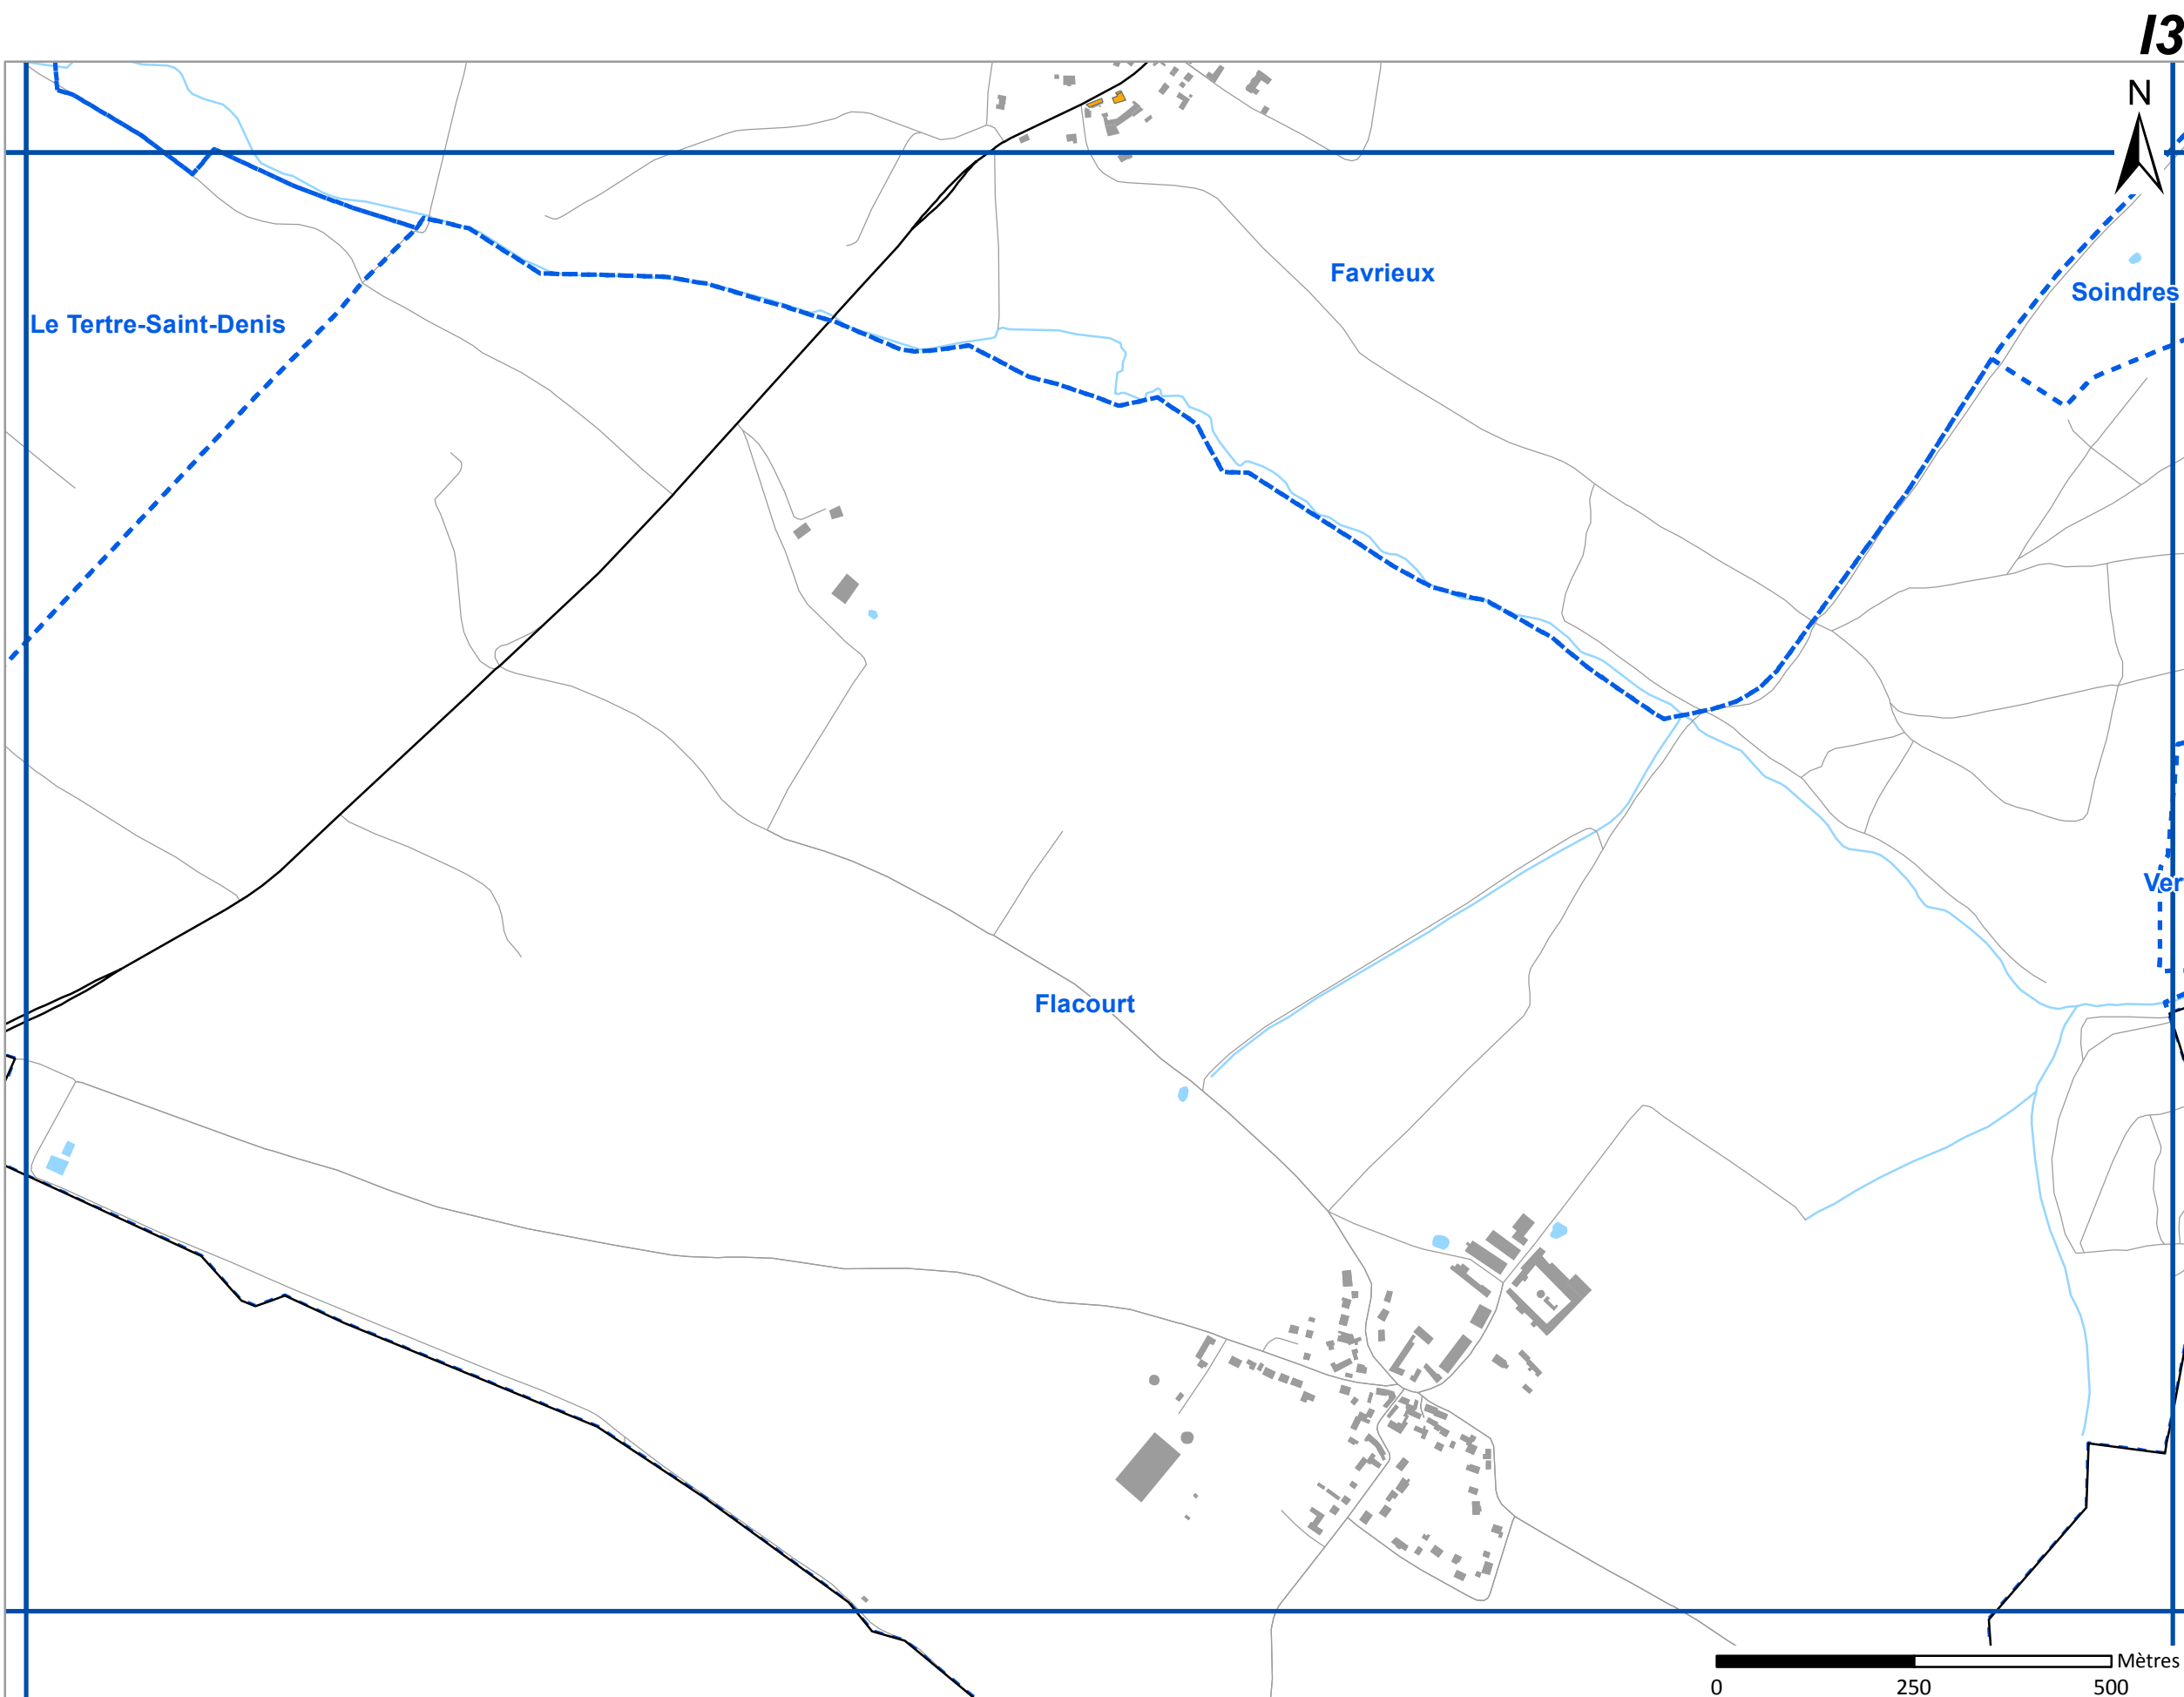 I3
N
Favrieux
Soindres
Le Tertre-Saint-Denis
Ver
Flacourt
Mètres
0 250 500